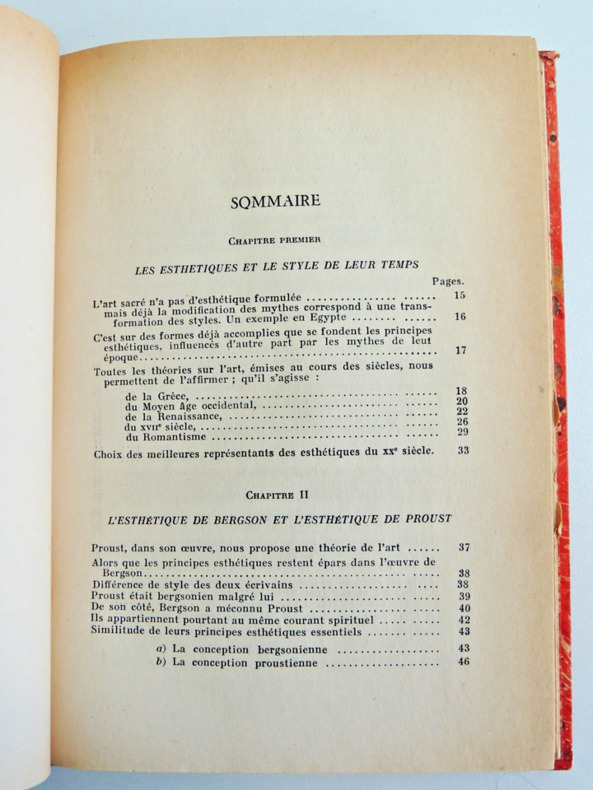 SOMMAIRE
CHAPITRE PREMIER
LES ESTHETIQUES ET LE STYLE DE LEUR TEMPS
Pages.
L'art sacré n'a pas d'esthétique formulée ................ ...... 15
mais déjà la modification des mythes correspond à une trans-
formation des styles. Un exemple en Egypte ........ ...... 16
C'est sur des formes déjà accomplies que se fondent les principes
esthétiques, influencés d'autre part par les mythes de leut
époque................................................ ...... 17
Toutes les théories sur l'art, émises au cours des siècles, nous
permettent de l'affirmer ; qu'il s'agisse :
de la Grèce, .................................... ...... 18
du Moyen âge occidental, ........................ ...... 20
de la Renaissance, .............................. ...... 22
du XVIIe siècle, ................................ ...... 26
du Romantisme ................................... ...... 29
Choix des meilleures représentants des esthétiques du XXe siècle. 33
CHAPITRE II
L'ESTHÉTIQUE DE BERGSON ET L'ESTHÉTIQUE DE PROUST
Proust, dans son œuvre, nous propose une théorie de l'art ...... 37
Alors que les principes esthétiques restent épars dans l'œuvre de
Bergson............................................... ..... 38
Différence de style des deux écrivains ................... .... 38
Proust était bergsonien malgré lui ..................... ...... 39
De son côté, Bergson a méconnu Proust ................ ...... 40
Ils appartiennent pourtant au même courant spirituel ..... ..... 42
Similitude de leurs principes esthétiques essentiels ....... ...... 43
a) La conception bergsonienne .................. 43
b) La conception proustienne .................... 46